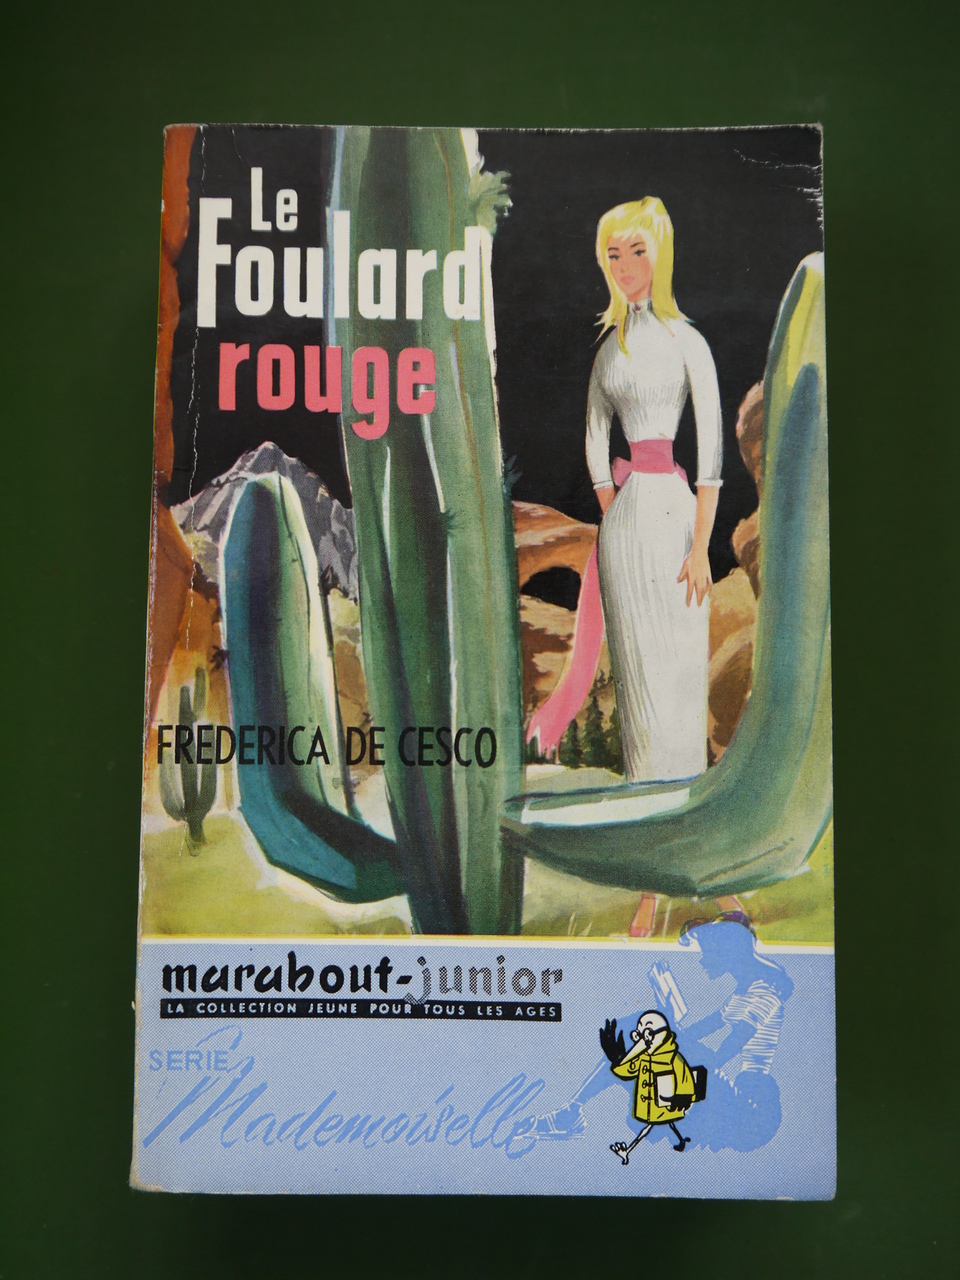 Le
Foulard
rouge
FREDERICA DE CESCO
marabout-junior
LA COLLECTION JEUNE POUR TOUS LES AGES
SERIE
Mademoiselle